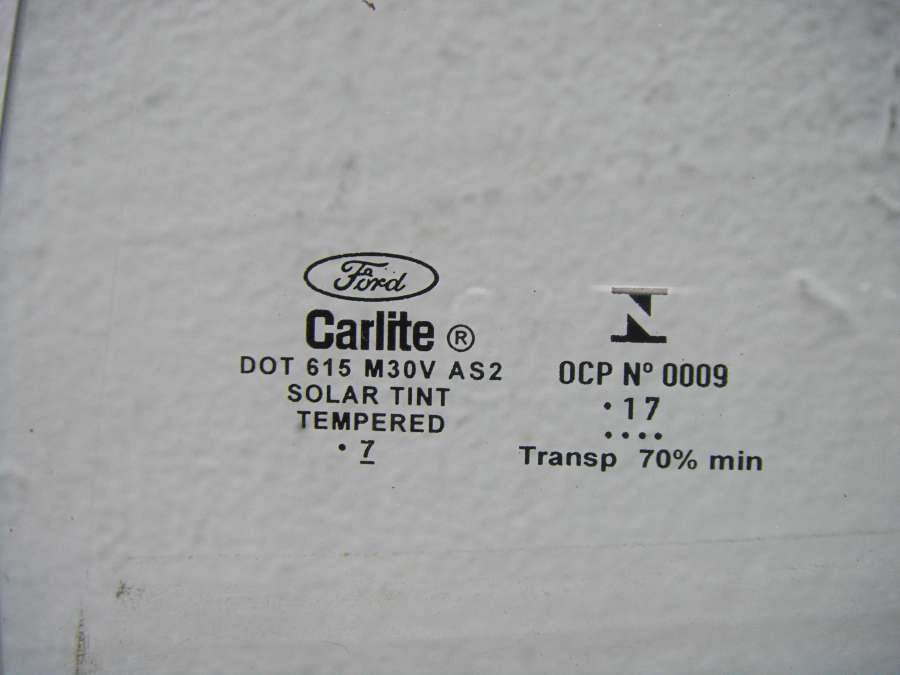 Ford
Carlite ®
DOT 615 M30V AS2
SOLAR TINT
TEMPERED
. 7
OCP Nº 0009
. 17
....
Transp 70% min